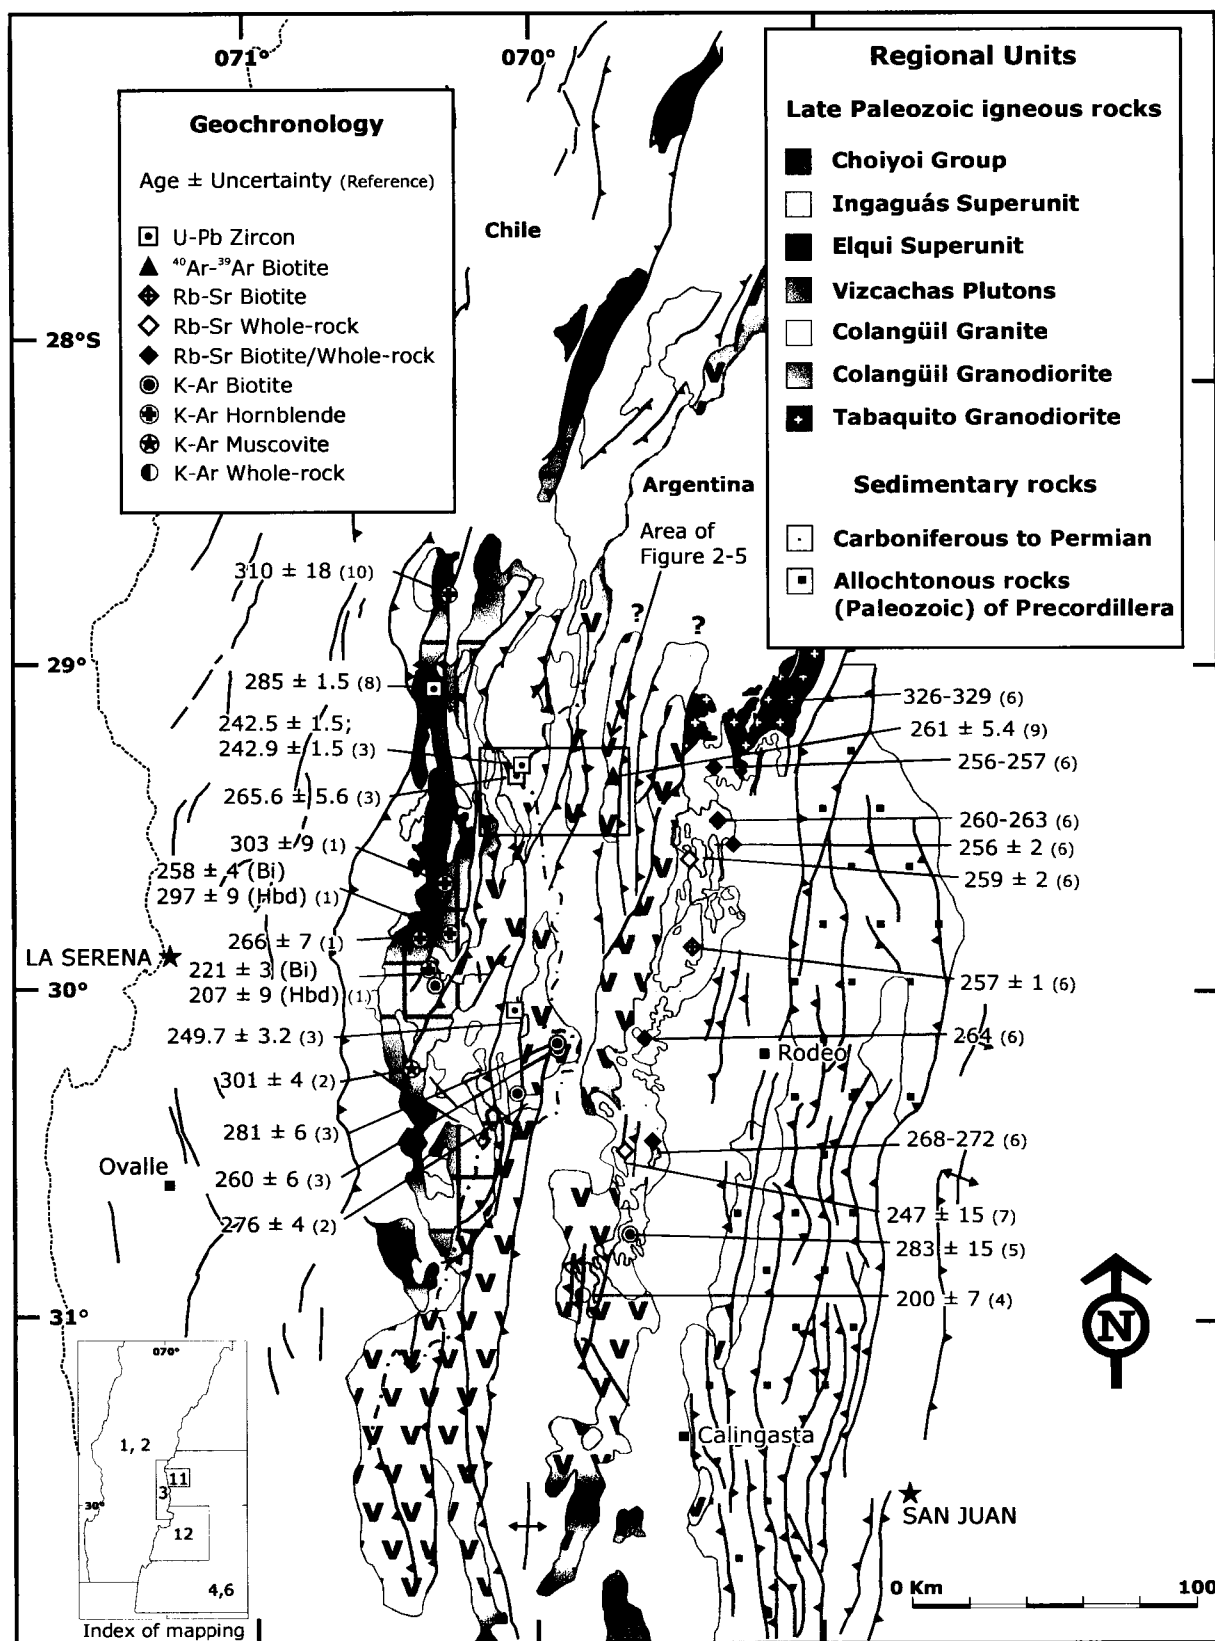 071°
070°
Geochronology
Age ± Uncertainty (Reference)
U-Pb Zircon
⁴⁰Ar-³⁹Ar Biotite
Rb-Sr Biotite
Rb-Sr Whole-rock
Rb-Sr Biotite/Whole-rock
K-Ar Biotite
K-Ar Hornblende
K-Ar Muscovite
K-Ar Whole-rock
Regional Units
Late Paleozoic igneous rocks
Choiyoi Group
Ingaguás Superunit
Elqui Superunit
Vizcachas Plutons
Colangüil Granite
Colangüil Granodiorite
Tabaquito Granodiorite
Sedimentary rocks
Carboniferous to Permian
Allochtonous rocks
(Paleozoic) of Precordillera
Chile
Argentina
Area of
Figure 2-5
28°S
29°
30°
31°
? ?
310 ± 18 (10)
285 ± 1.5 (8)
242.5 ± 1.5;
242.9 ± 1.5 (3)
265.6 ± 5.6 (3)
303 ± 9 (1)
258 ± 4 (Bi)
297 ± 9 (Hbd) (1)
266 ± 7 (1)
221 ± 3 (Bi)
207 ± 9 (Hbd) (1)
249.7 ± 3.2 (3)
301 ± 4 (2)
281 ± 6 (3)
260 ± 6 (3)
276 ± 4 (2)
326-329 (6)
261 ± 5.4 (9)
256-257 (6)
260-263 (6)
256 ± 2 (6)
259 ± 2 (6)
257 ± 1 (6)
264 (6)
268-272 (6)
247 ± 15 (7)
283 ± 15 (5)
200 ± 7 (4)
LA SERENA
Ovalle
Rodeo
Calingasta
SAN JUAN
N
0 Km 100
070°
30°
1, 2
11
3
12
4,6
Index of mapping